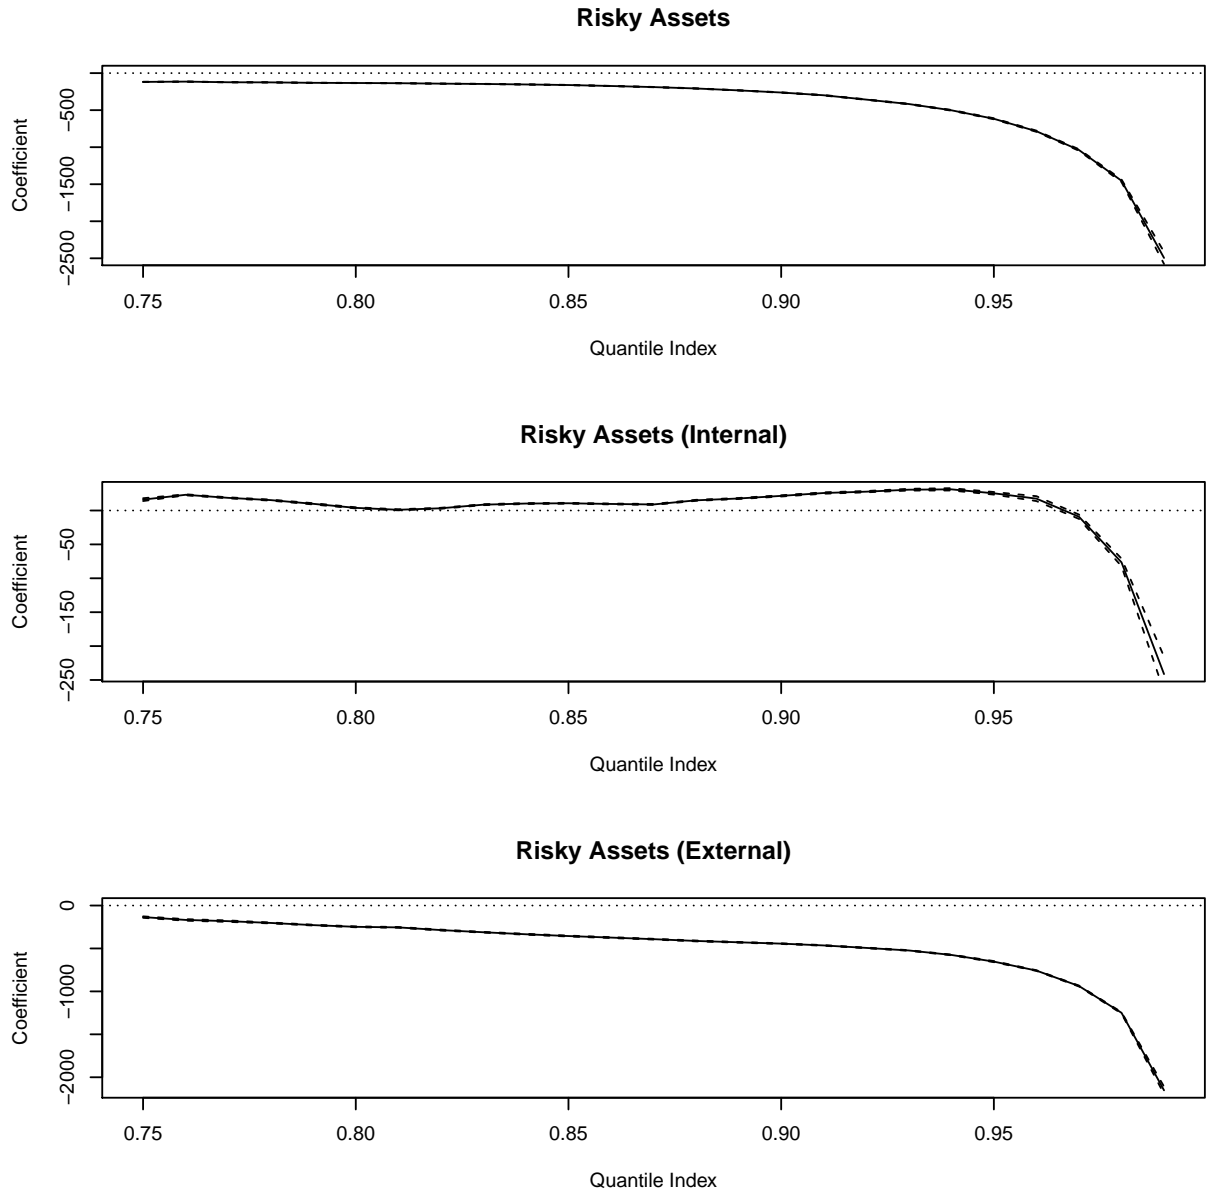 Risky Assets
Coefficient
−500
−1500
−2500
0.75 0.80 0.85 0.90 0.95
Quantile Index
Risky Assets (Internal)
Coefficient
−50
−150
−250
0.75 0.80 0.85 0.90 0.95
Quantile Index
Risky Assets (External)
Coefficient
0
−1000
−2000
0.75 0.80 0.85 0.90 0.95
Quantile Index